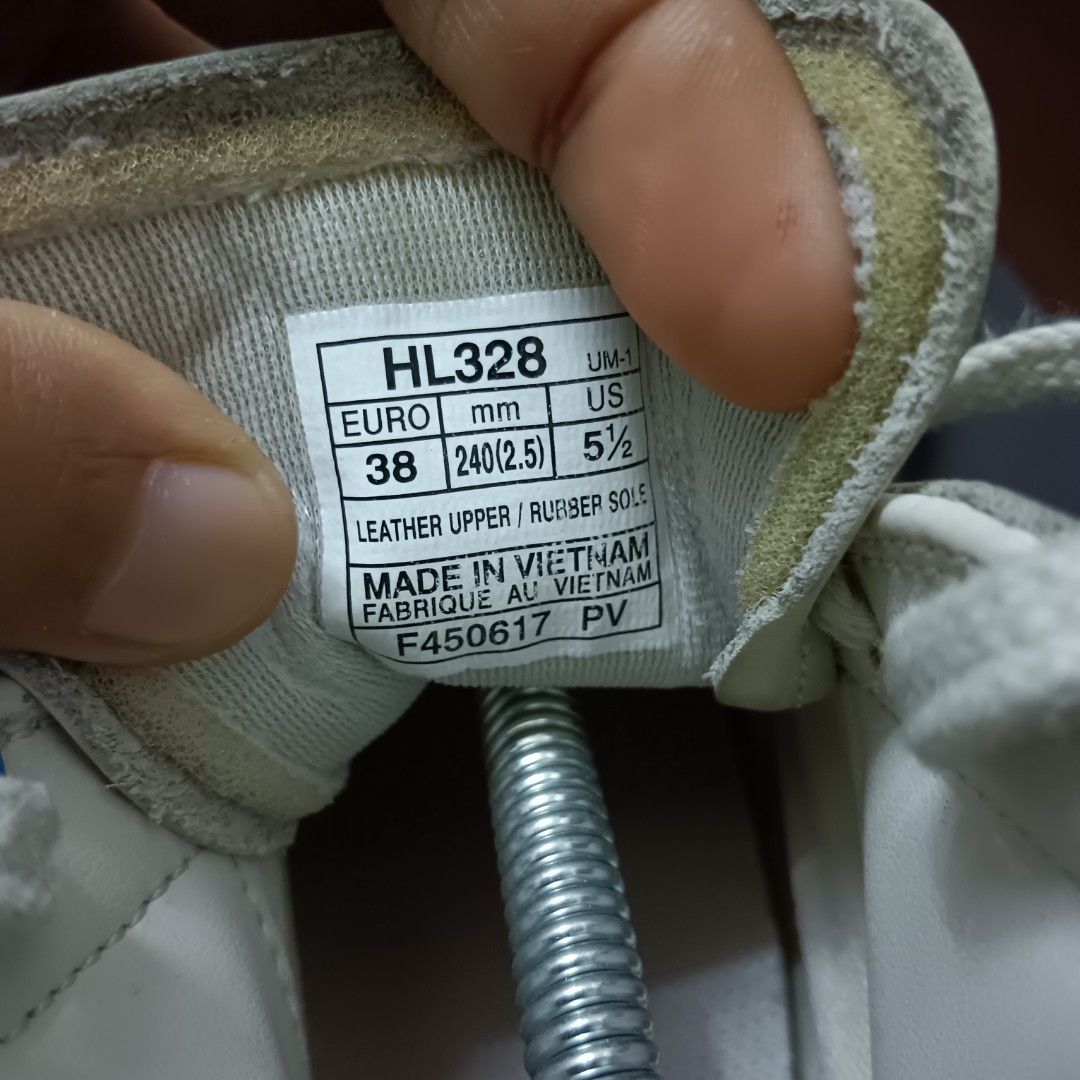 HL328 UM-1
EURO mm US
38 240(2.5) 5½
LEATHER UPPER / RUBBER SOLE
MADE IN VIETNAM
FABRIQUE AU VIETNAM
F450617 PV